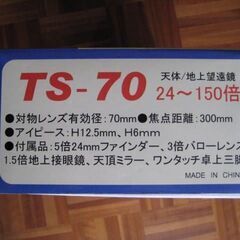 天体/地上望遠鏡
TS-70 24～150倍
●対物レンズ有効径：70mm ●焦点距離：300mm
●アイピース：H12.5mm、H6mm
●付属品：5倍24mmファインダー、3倍バローレンズ
1.5倍地上接眼鏡、天頂ミラー、ワンタッチ卓上三脚
MADE IN CHINA